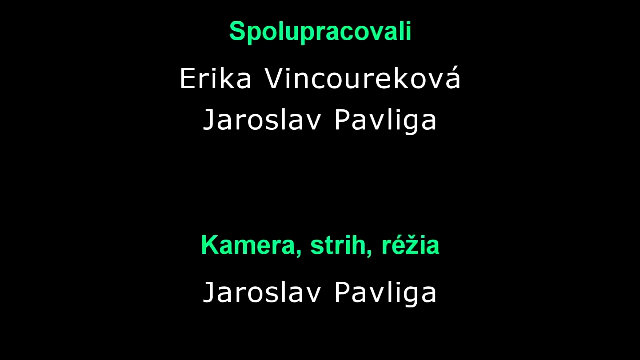 Spolupracovali
Erika Vincoureková
Jaroslav Pavliga
Kamera, strih, réžia
Jaroslav Pavliga